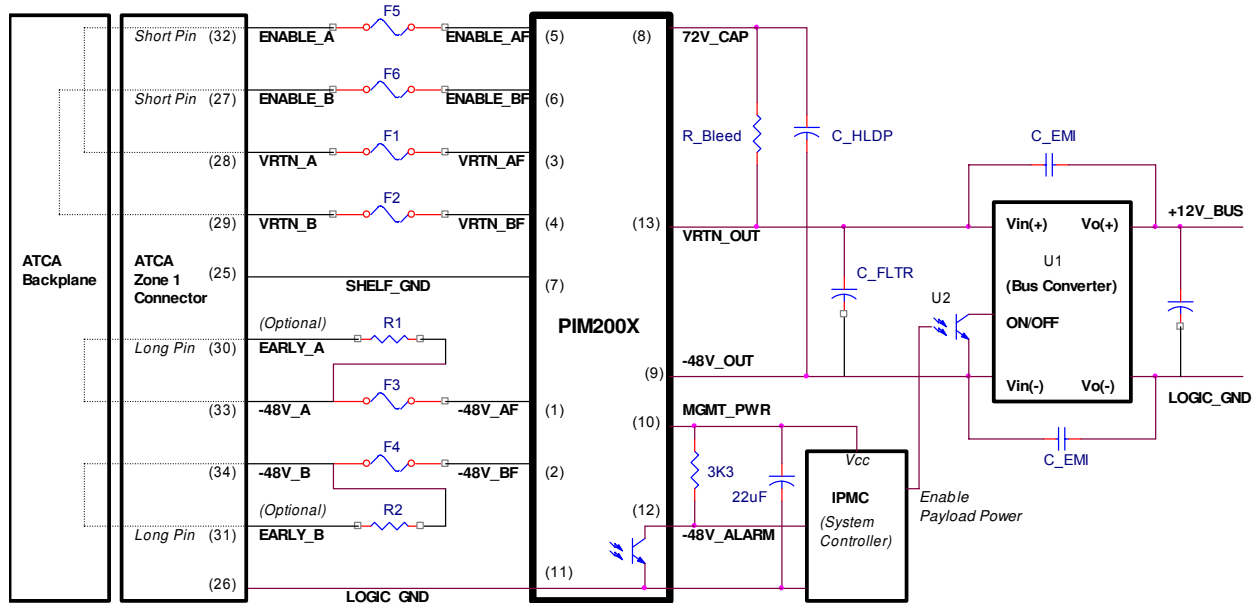 F5
Short Pin (32) ENABLE_A ENABLE_AF (5) (8) 72V_CAP
F6
Short Pin (27) ENABLE_B ENABLE_BF (6)
R_Bleed C_HLDP C_EMI
F1
(28) VRTN_A VRTN_AF (3)
F2
(29) VRTN_B VRTN_BF (4) (13) VRTN_OUT
Vin(+) Vo(+) +12V_BUS
ATCA
Backplane
ATCA
Zone 1
Connector
(25) SHELF_GND (7)
C_FLTR
U2
U1
(Bus Converter)
PIM200X
ON/OFF
(Optional) R1
Long Pin (30) EARLY_A
-48V_OUT
(9)
Vin(-) Vo(-)
LOGIC_GND
F3
(33) -48V_A -48V_AF (1)
MGMT_PWR
(10)
F4
(34) -48V_B -48V_BF (2)
C_EMI
Vcc
3K3
22uF
IPMC
(System
Controller)
Enable
Payload Power
(Optional) R2
Long Pin (31) EARLY_B
(12)
-48V_ALARM
(26) LOGIC_GND (11)